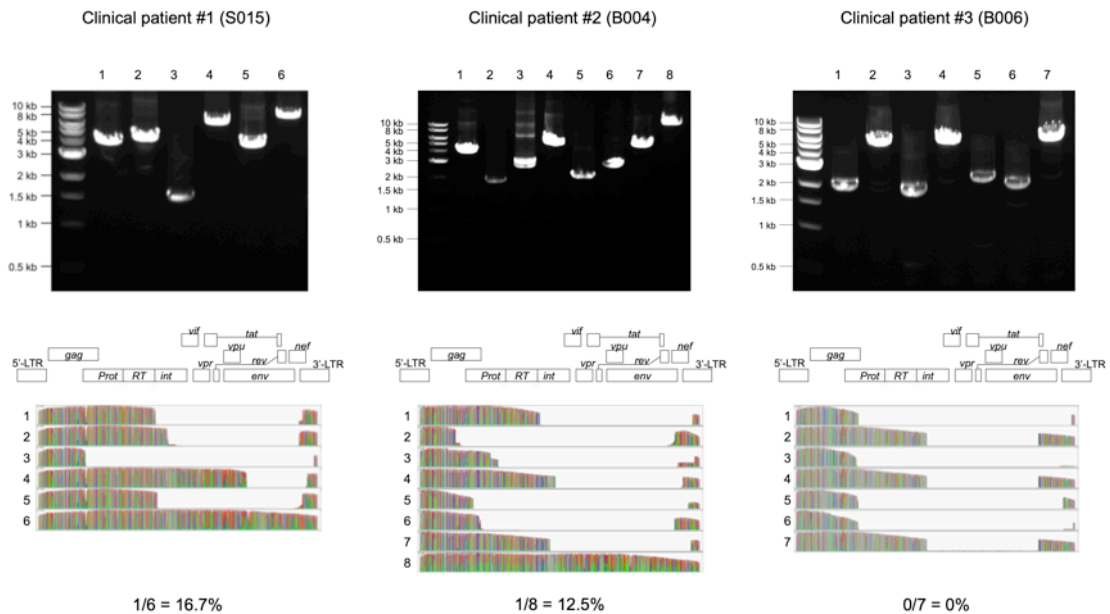 Clinical patient #1 (S015)
1 2 3 4 5 6
10 kb
8 kb
5 kb
4 kb
3 kb
2 kb
1.5 kb
1 kb
0.5 kb
vif
tat
gag
vpu
nef
5'-LTR
rev
3'-LTR
vpr
Prot RT int
env
1
2
3
4
5
6
1/6 = 16.7%
Clinical patient #2 (B004)
1 2 3 4 5 6 7 8
10 kb
8 kb
5 kb
4 kb
3 kb
2 kb
1.5 kb
1 kb
0.5 kb
vif
tat
gag
vpu
nef
5'-LTR
rev
3'-LTR
vpr
Prot RT int
env
1
2
3
4
5
6
7
8
1/8 = 12.5%
Clinical patient #3 (B006)
1 2 3 4 5 6 7
10 kb
8 kb
5 kb
4 kb
3 kb
2 kb
1.5 kb
1 kb
0.5 kb
vif
tat
gag
vpu
nef
5'-LTR
rev
3'-LTR
vpr
Prot RT int
env
1
2
3
4
5
6
7
0/7 = 0%